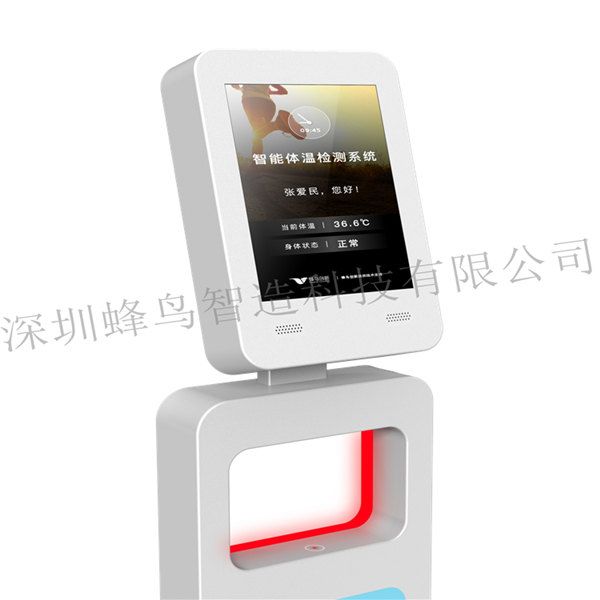 09:45
智能体温检测系统
张爱民，您好！
当前体温 | 36.6℃
身体状态 | 正常
深圳蜂鸟智造科技有限公司